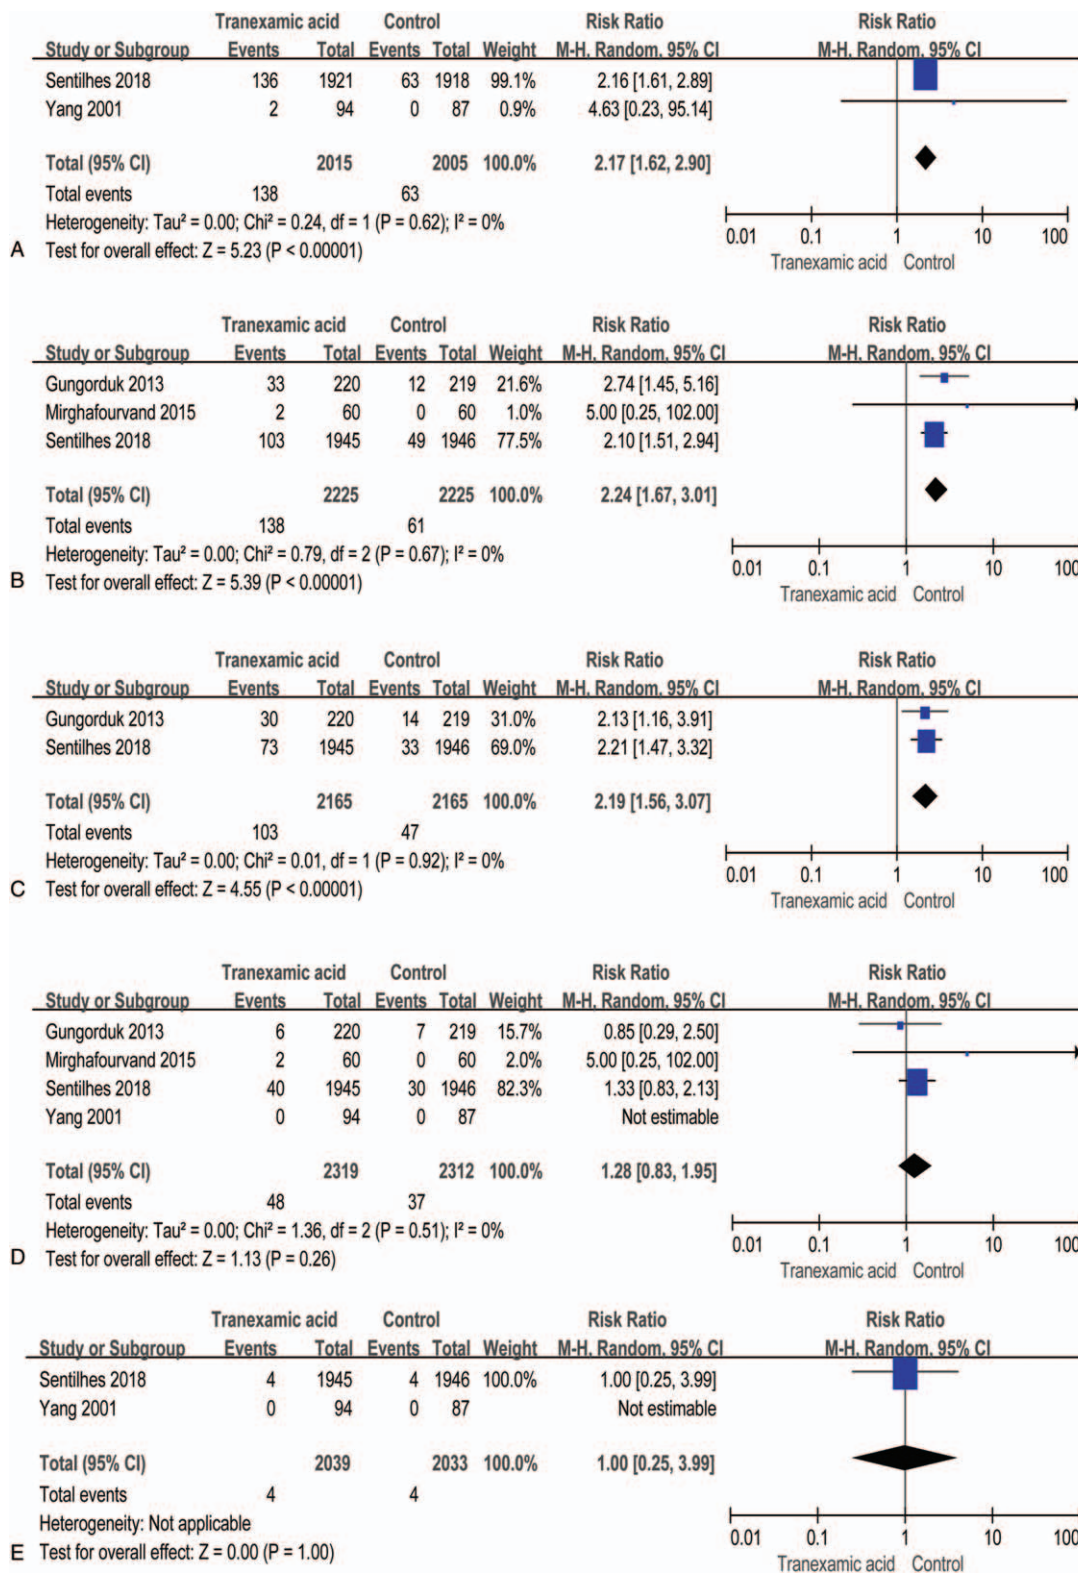 Tranexamic acid Control Risk Ratio Risk Ratio
Study or Subgroup Events Total Events Total Weight M-H, Random, 95% CI M-H, Random, 95% CI
Sentilhes 2018 136 1921 63 1918 99.1% 2.16 [1.61, 2.89]
Yang 2001 2 94 0 87 0.9% 4.63 [0.23, 95.14]
Total (95% CI) 2015 2005 100.0% 2.17 [1.62, 2.90]
Total events 138 63
Heterogeneity: Tau² = 0.00; Chi² = 0.24, df = 1 (P = 0.62); I² = 0%
0.01 0.1 1 10 100
A Test for overall effect: Z = 5.23 (P < 0.00001)
Tranexamic acid Control
Tranexamic acid Control Risk Ratio Risk Ratio
Study or Subgroup Events Total Events Total Weight M-H, Random, 95% CI M-H, Random, 95% CI
Gungorduk 2013 33 220 12 219 21.6% 2.74 [1.45, 5.16]
Mirghafourvand 2015 2 60 0 60 1.0% 5.00 [0.25, 102.00]
Sentilhes 2018 103 1945 49 1946 77.5% 2.10 [1.51, 2.94]
Total (95% CI) 2225 2225 100.0% 2.24 [1.67, 3.01]
Total events 138 61
Heterogeneity: Tau² = 0.00; Chi² = 0.79, df = 2 (P = 0.67); I² = 0%
0.01 0.1 1 10 100
B Test for overall effect: Z = 5.39 (P < 0.00001)
Tranexamic acid Control
Tranexamic acid Control Risk Ratio Risk Ratio
Study or Subgroup Events Total Events Total Weight M-H, Random, 95% CI M-H, Random, 95% CI
Gungorduk 2013 30 220 14 219 31.0% 2.13 [1.16, 3.91]
Sentilhes 2018 73 1945 33 1946 69.0% 2.21 [1.47, 3.32]
Total (95% CI) 2165 2165 100.0% 2.19 [1.56, 3.07]
Total events 103 47
Heterogeneity: Tau² = 0.00; Chi² = 0.01, df = 1 (P = 0.92); I² = 0%
0.01 0.1 1 10 100
C Test for overall effect: Z = 4.55 (P < 0.00001)
Tranexamic acid Control
Tranexamic acid Control Risk Ratio Risk Ratio
Study or Subgroup Events Total Events Total Weight M-H, Random, 95% CI M-H, Random, 95% CI
Gungorduk 2013 6 220 7 219 15.7% 0.85 [0.29, 2.50]
Mirghafourvand 2015 2 60 0 60 2.0% 5.00 [0.25, 102.00]
Sentilhes 2018 40 1945 30 1946 82.3% 1.33 [0.83, 2.13]
Yang 2001 0 94 0 87 Not estimable
Total (95% CI) 2319 2312 100.0% 1.28 [0.83, 1.95]
Total events 48 37
Heterogeneity: Tau² = 0.00; Chi² = 1.36, df = 2 (P = 0.51); I² = 0%
0.01 0.1 1 10 100
D Test for overall effect: Z = 1.13 (P = 0.26)
Tranexamic acid Control
Tranexamic acid Control Risk Ratio Risk Ratio
Study or Subgroup Events Total Events Total Weight M-H, Random, 95% CI M-H, Random, 95% CI
Sentilhes 2018 4 1945 4 1946 100.0% 1.00 [0.25, 3.99]
Yang 2001 0 94 0 87 Not estimable
Total (95% CI) 2039 2033 100.0% 1.00 [0.25, 3.99]
Total events 4 4
Heterogeneity: Not applicable
0.01 0.1 1 10 100
E Test for overall effect: Z = 0.00 (P = 1.00)
Tranexamic acid Control